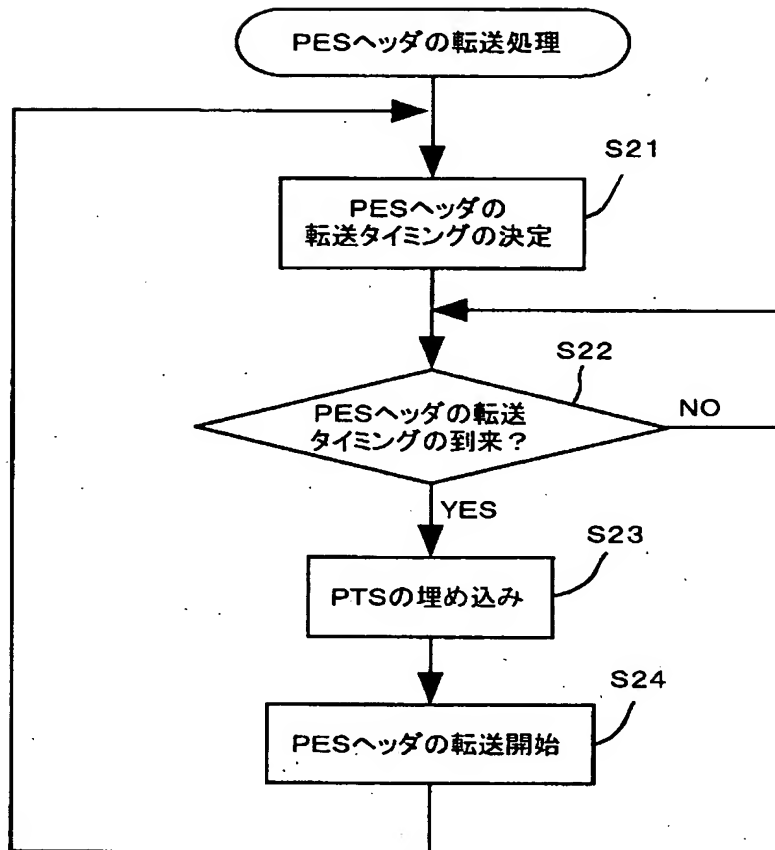 PESヘッダの転送処理
S21
PESヘッダの
転送タイミングの決定
S22
PESヘッダの転送
タイミングの到来？
NO
YES
S23
PTSの埋め込み
S24
PESヘッダの転送開始